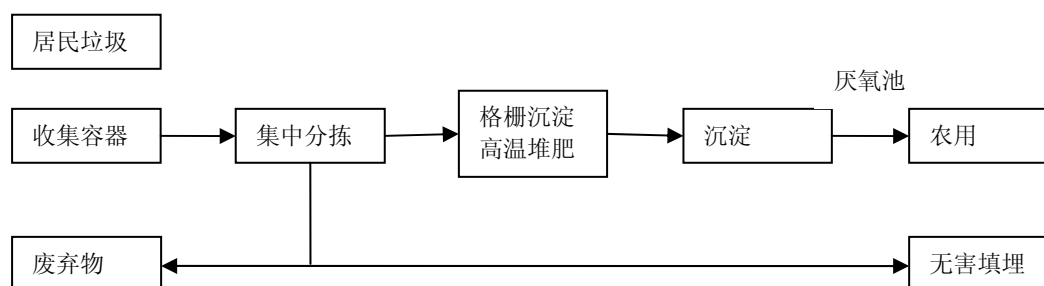 居民垃圾
厌氧池
收集容器
集中分拣
格栅沉淀
高温堆肥
沉淀
农用
废弃物
无害填埋